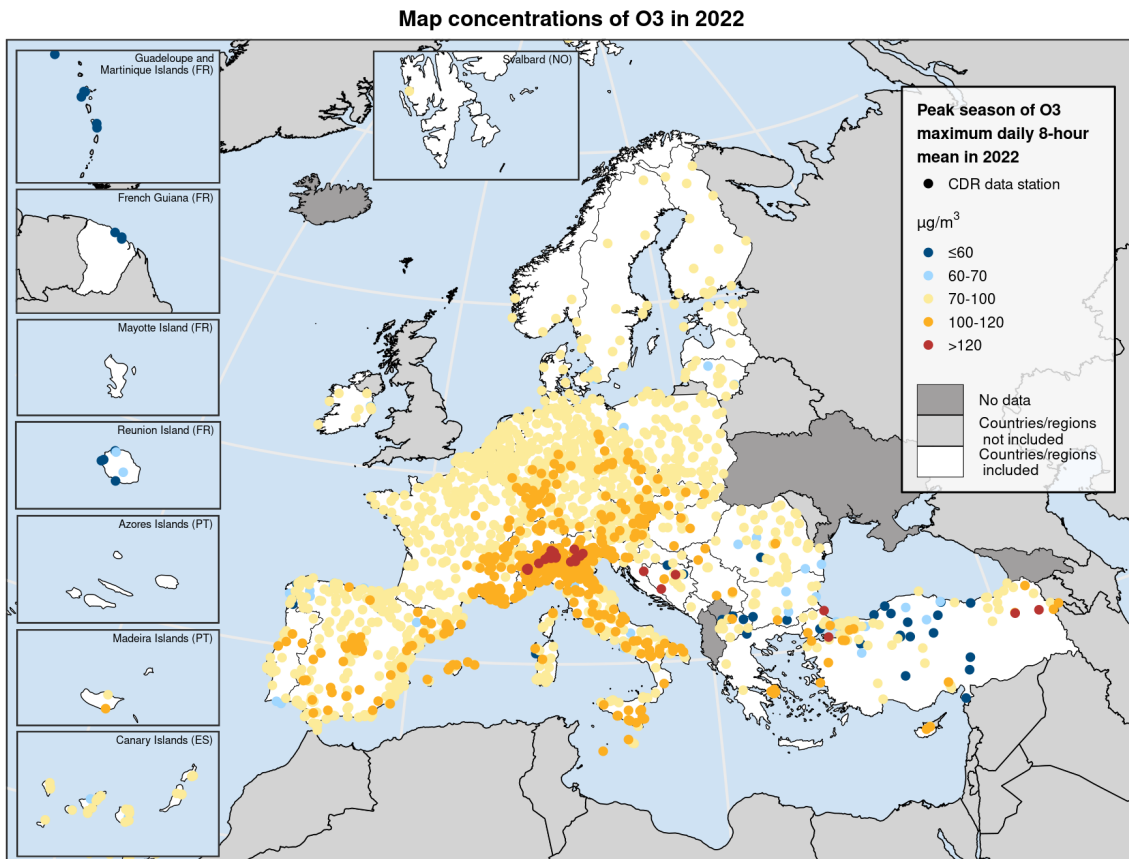 Map concentrations of O3 in 2022
Guadeloupe and
Martinique Islands (FR)
Svalbard (NO)
French Guiana (FR)
Mayotte Island (FR)
Reunion Island (FR)
Azores Islands (PT)
Madeira Islands (PT)
Canary Islands (ES)
Peak season of O3
maximum daily 8-hour
mean in 2022
CDR data station
µg/m³
≤60
60-70
70-100
100-120
>120
No data
Countries/regions
not included
Countries/regions
included